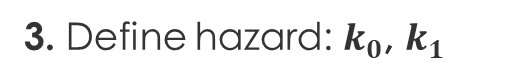 3. Define hazard: k₀, k₁